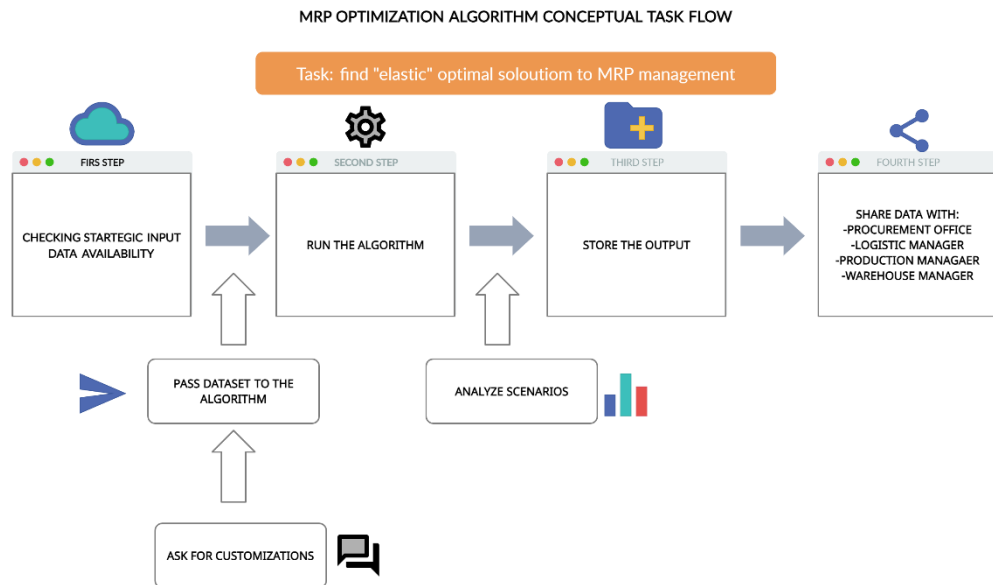 MRP OPTIMIZATION ALGORITHM CONCEPTUAL TASK FLOW
Task: find "elastic" optimal soloutiom to MRP management
FIRS STEP
CHECKING STARTEGIC INPUT
DATA AVAILABILITY
SECOND STEP
RUN THE ALGORITHM
THIRD STEP
STORE THE OUTPUT
FOURTH STEP
SHARE DATA WITH:
-PROCUREMENT OFFICE
-LOGISTIC MANAGER
-PRODUCTION MANAGAER
-WAREHOUSE MANAGER
PASS DATASET TO THE
ALGORITHM
ANALYZE SCENARIOS
ASK FOR CUSTOMIZATIONS